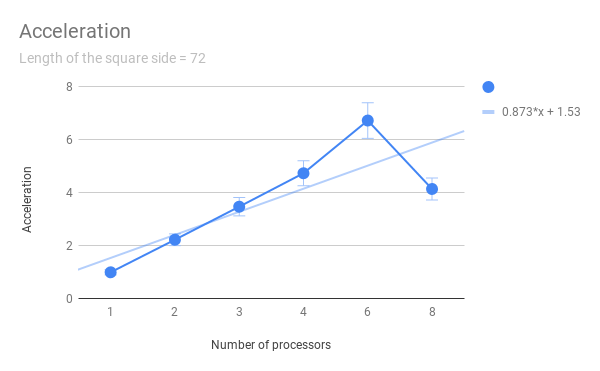 Acceleration
Length of the square side = 72
0.873*x + 1.53
Acceleration
8
6
4
2
0
1 2 3 4 6 8
Number of processors